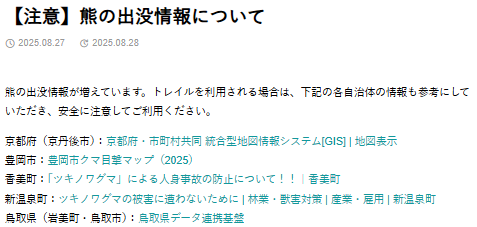 【注意】熊の出没情報について
2025.08.27 2025.08.28
熊の出没情報が増えています。トレイルを利用される場合は、下記の各自治体の情報も参考にして
いただき、安全に注意してご利用ください。
京都府（京丹後市）：京都府・市町村共同 統合型地図情報システム[GIS] | 地図表示
豊岡市：豊岡市クマ目撃マップ（2025）
香美町：「ツキノワグマ」による人身事故の防止について！！｜香美町
新温泉町：ツキノワグマの被害に遭わないために | 林業・獣害対策 | 産業・雇用 | 新温泉町
鳥取県（岩美町・鳥取市）：鳥取県データ連携基盤